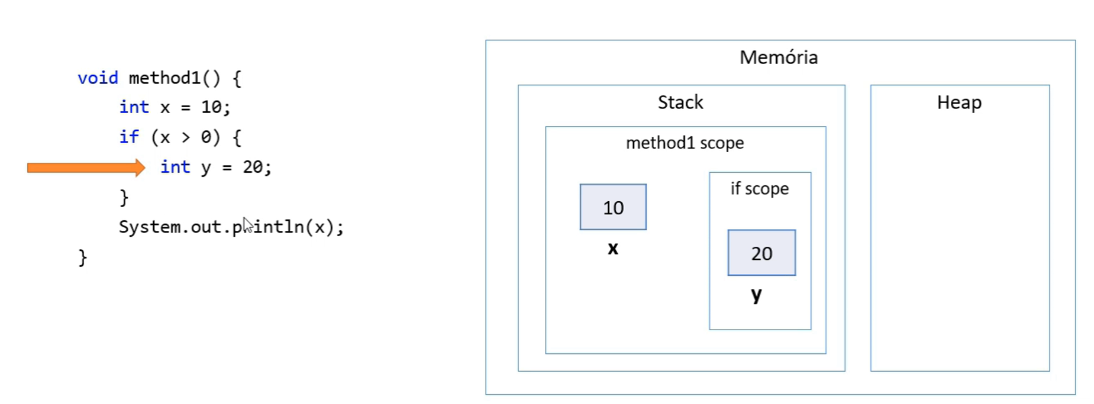 void method1() {
int x = 10;
if (x > 0) {
int y = 20;
}
System.out.println(x);
}
Memória
Stack
method1 scope
10
x
if scope
20
y
Heap